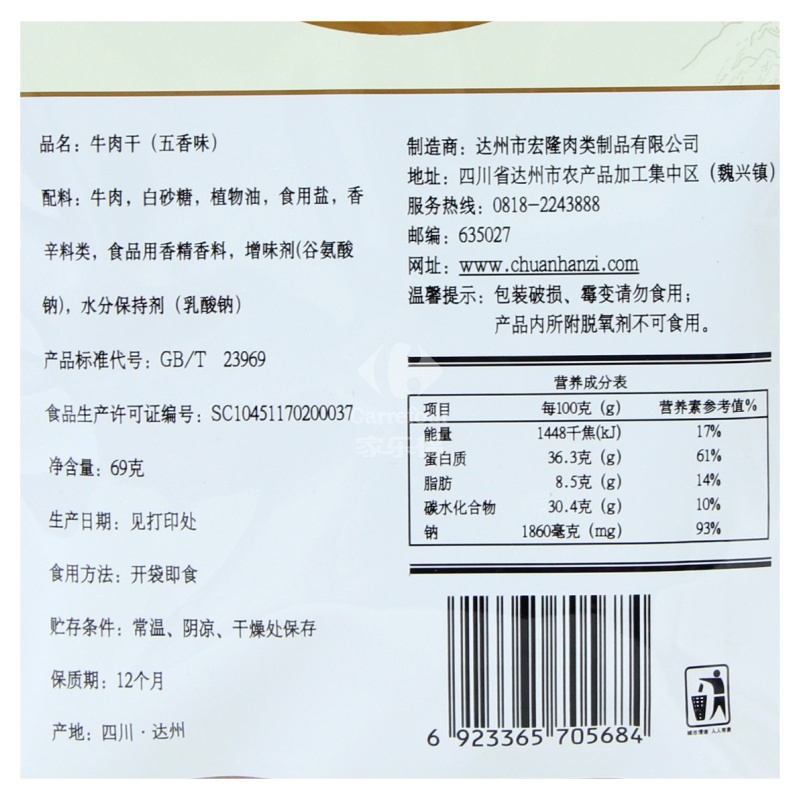 品名：牛肉干（五香味）
配料：牛肉，白砂糖，植物油，食用盐，香
辛料类，食品用香精香料，增味剂(谷氨酸
钠)，水分保持剂（乳酸钠）
产品标准代号：GB/T 23969
食品生产许可证编号：SC10451170200037
净含量：69克
生产日期：见打印处
食用方法：开袋即食
贮存条件：常温、阴凉、干燥处保存
保质期：12个月
产地：四川·达州
制造商：达州市宏隆肉类制品有限公司
地址：四川省达州市农产品加工集中区（魏兴镇）
服务热线：0818-2243888
邮编：635027
网址：www.chuanhanzi.com
温馨提示：包装破损、霉变请勿食用；
产品内所附脱氧剂不可食用。
Carrefour
家乐福
营养成分表
项目 每100克（g） 营养素参考值%
能量 1448千焦(kJ) 17%
蛋白质 36.3克（g） 61%
脂肪 8.5克（g） 14%
碳水化合物 30.4克（g） 10%
钠 1860毫克（mg） 93%
6 923365 705684